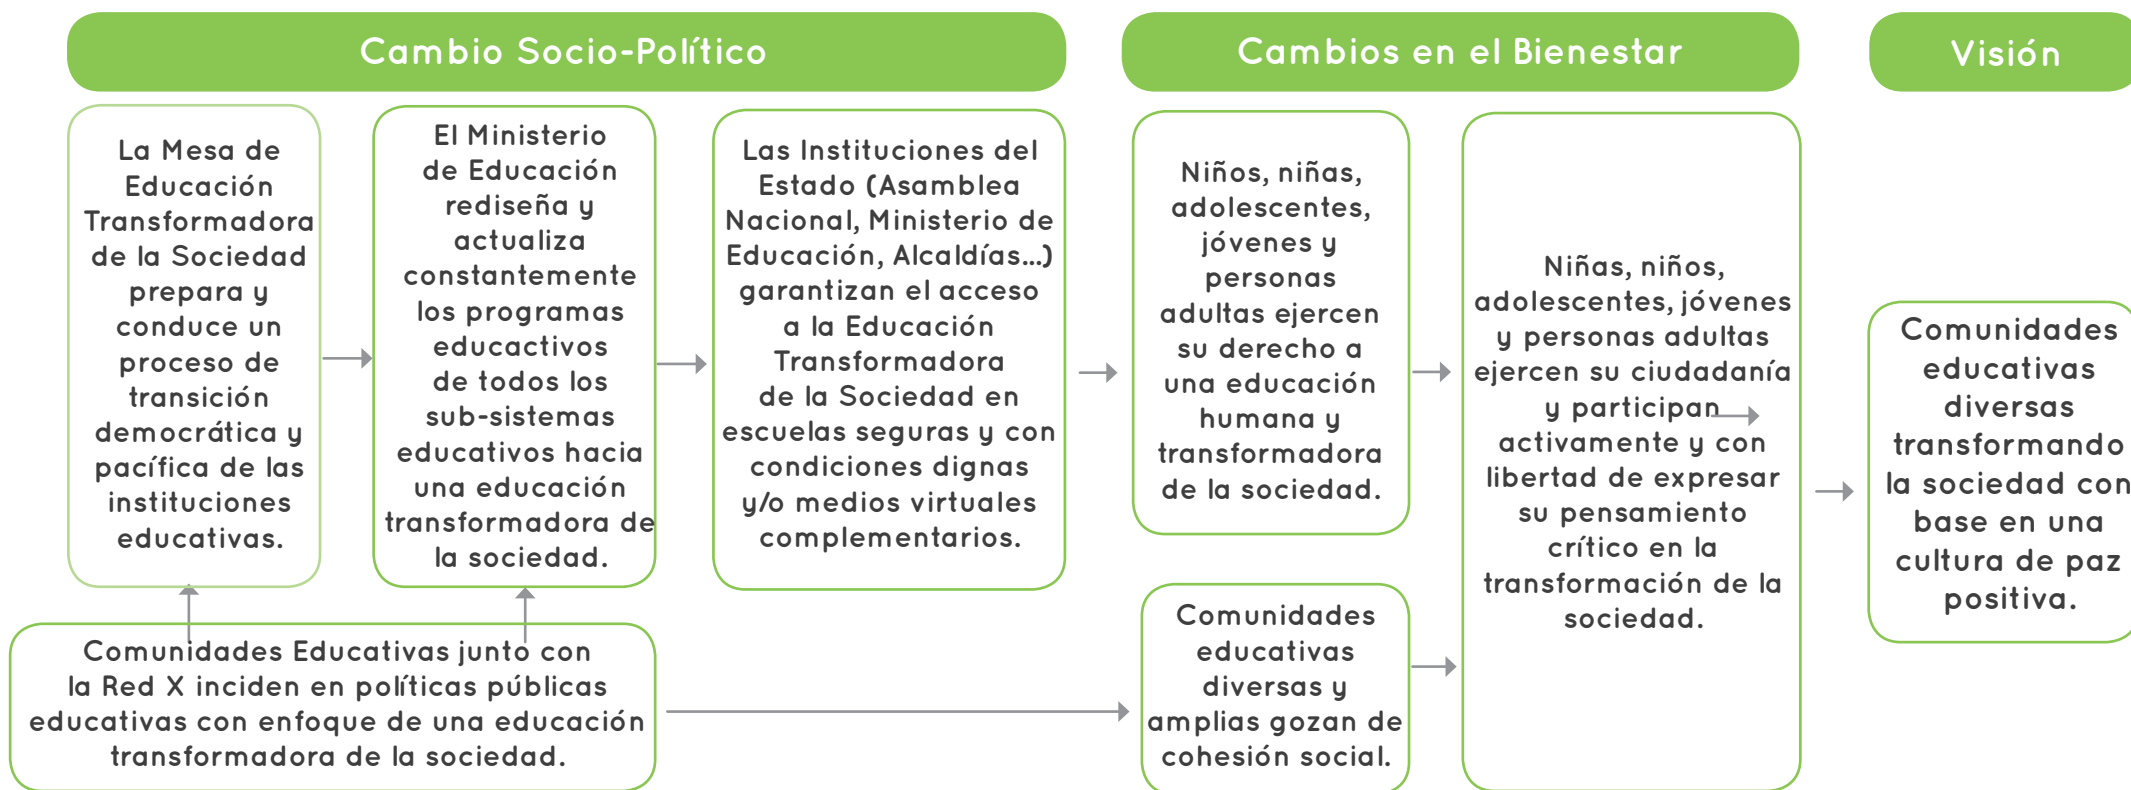 Cambio Socio-Político
Cambios en el Bienestar
Visión
La Mesa de
Educación
Transformadora
de la Sociedad
prepara y
conduce un
proceso de
transición
democrática y
pacífica de las
instituciones
educativas.
El Ministerio
de Educación
rediseña y
actualiza
constantemente
los programas
educactivos
de todos los
sub-sistemas
educativos hacia
una educación
transformadora de
la sociedad.
Las Instituciones del
Estado (Asamblea
Nacional, Ministerio de
Educación, Alcaldías...)
garantizan el acceso
a la Educación
Transformadora
de la Sociedad en
escuelas seguras y con
condiciones dignas
y/o medios virtuales
complementarios.
Niños, niñas,
adolescentes,
jóvenes y
personas
adultas ejercen
su derecho a
una educación
humana y
transformadora
de la sociedad.
Niñas, niños,
adolescentes, jóvenes
y personas adultas
ejercen su ciudadanía
y participan
activamente y con
libertad de expresar
su pensamiento
crítico en la
transformación de la
sociedad.
Comunidades
educativas
diversas
transformando
la sociedad con
base en una
cultura de paz
positiva.
Comunidades Educativas junto con
la Red X inciden en políticas públicas
educativas con enfoque de una educación
transformadora de la sociedad.
Comunidades
educativas
diversas y
amplias gozan de
cohesión social.